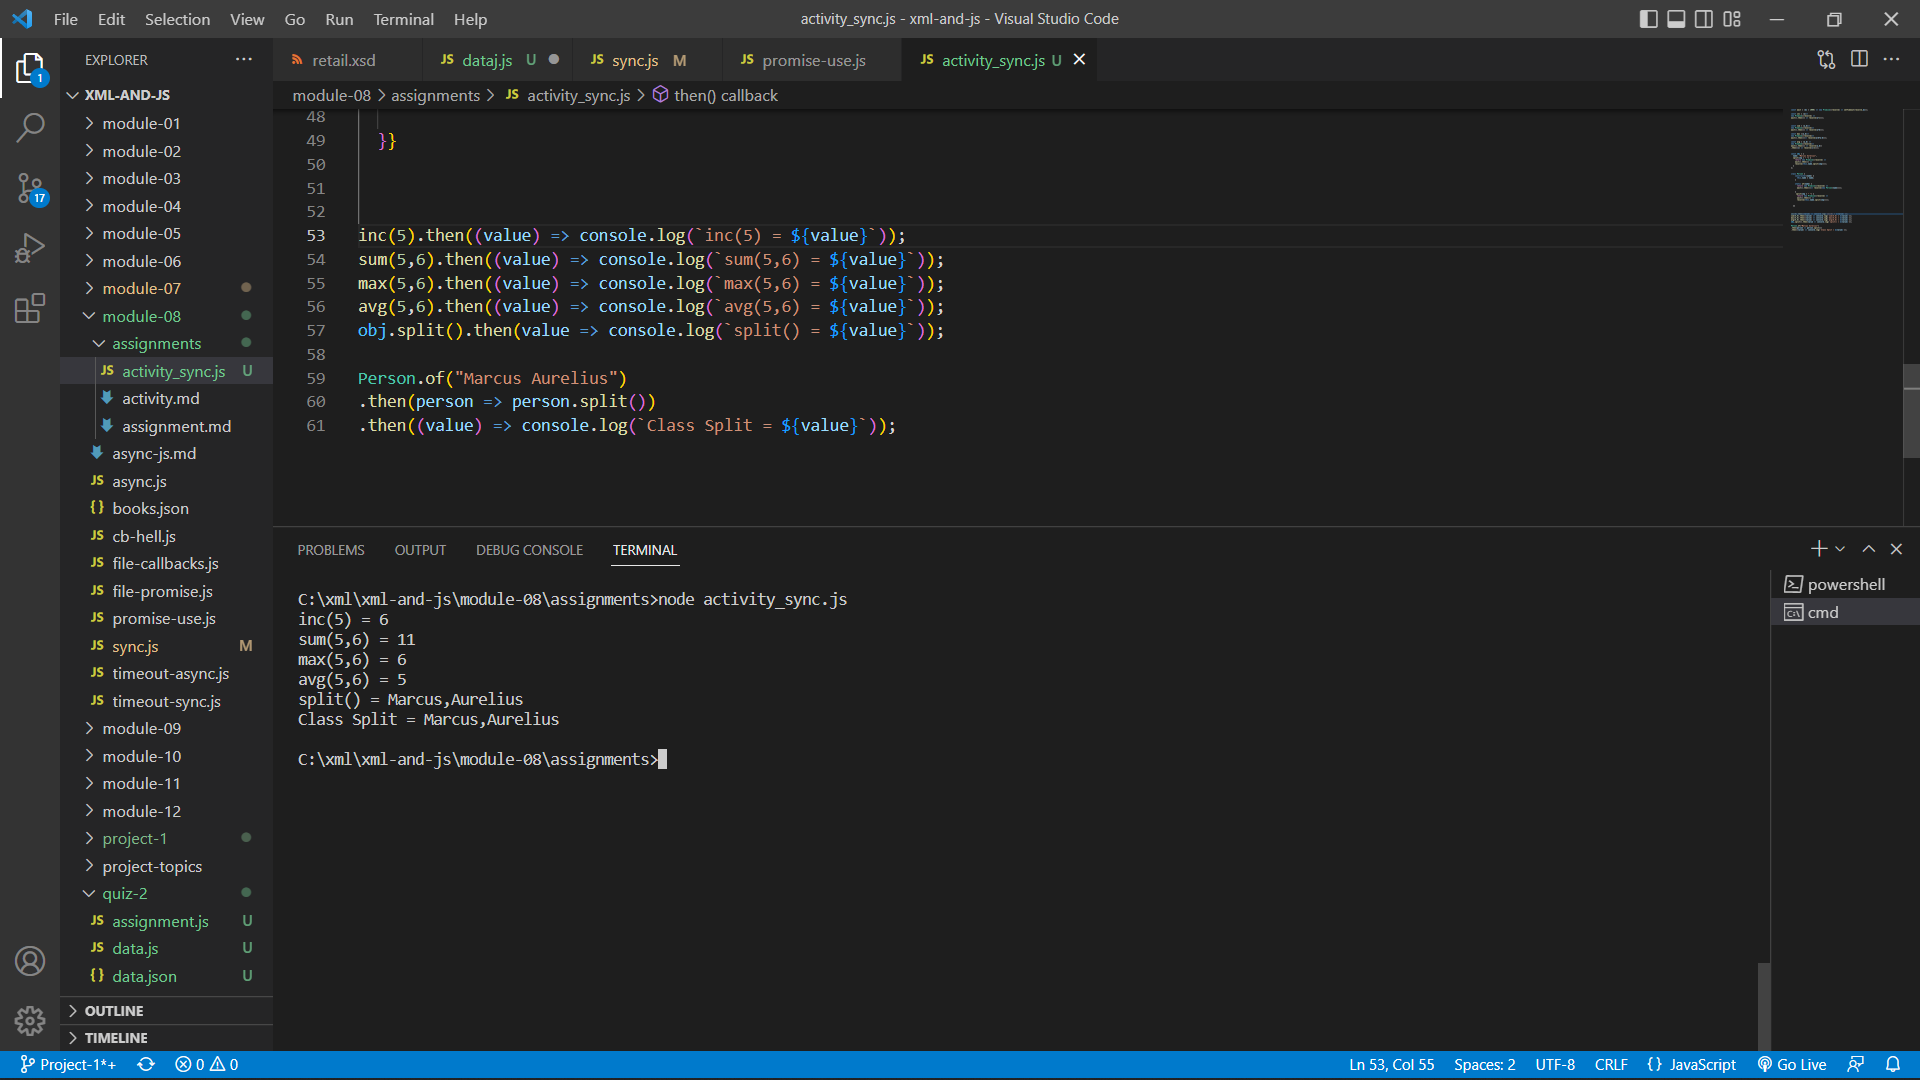 File Edit Selection View Go Run Terminal Help
activity_sync.js - xml-and-js - Visual Studio Code
EXPLORER
retail.xsd
JS dataj.js U
JS sync.js M
JS promise-use.js
JS activity_sync.js U
XML-AND-JS
module-01
module-02
module-03
module-04
module-05
module-06
module-07
module-08
assignments
JS activity_sync.js U
activity.md
assignment.md
async-js.md
JS async.js
{} books.json
JS cb-hell.js
JS file-callbacks.js
JS file-promise.js
JS promise-use.js
JS sync.js M
JS timeout-async.js
JS timeout-sync.js
module-09
module-10
module-11
module-12
project-1
project-topics
quiz-2
JS assignment.js U
JS data.js U
{} data.json U
OUTLINE
TIMELINE
1
17
module-08 > assignments > JS activity_sync.js > then() callback
48
49 }}
50
51
52
53 inc(5).then((value) => console.log(`inc(5) = ${value}`));
54 sum(5,6).then((value) => console.log(`sum(5,6) = ${value}`));
55 max(5,6).then((value) => console.log(`max(5,6) = ${value}`));
56 avg(5,6).then((value) => console.log(`avg(5,6) = ${value}`));
57 obj.split().then(value => console.log(`split() = ${value}`));
58
59 Person.of("Marcus Aurelius")
60 .then(person => person.split())
61 .then((value) => console.log(`Class Split = ${value}`));
PROBLEMS OUTPUT DEBUG CONSOLE TERMINAL
C:\xml\xml-and-js\module-08\assignments>node activity_sync.js
inc(5) = 6
sum(5,6) = 11
max(5,6) = 6
avg(5,6) = 5
split() = Marcus,Aurelius
Class Split = Marcus,Aurelius
C:\xml\xml-and-js\module-08\assignments>
powershell
cmd
Project-1*+ 0 0
Ln 53, Col 55 Spaces: 2 UTF-8 CRLF {} JavaScript Go Live